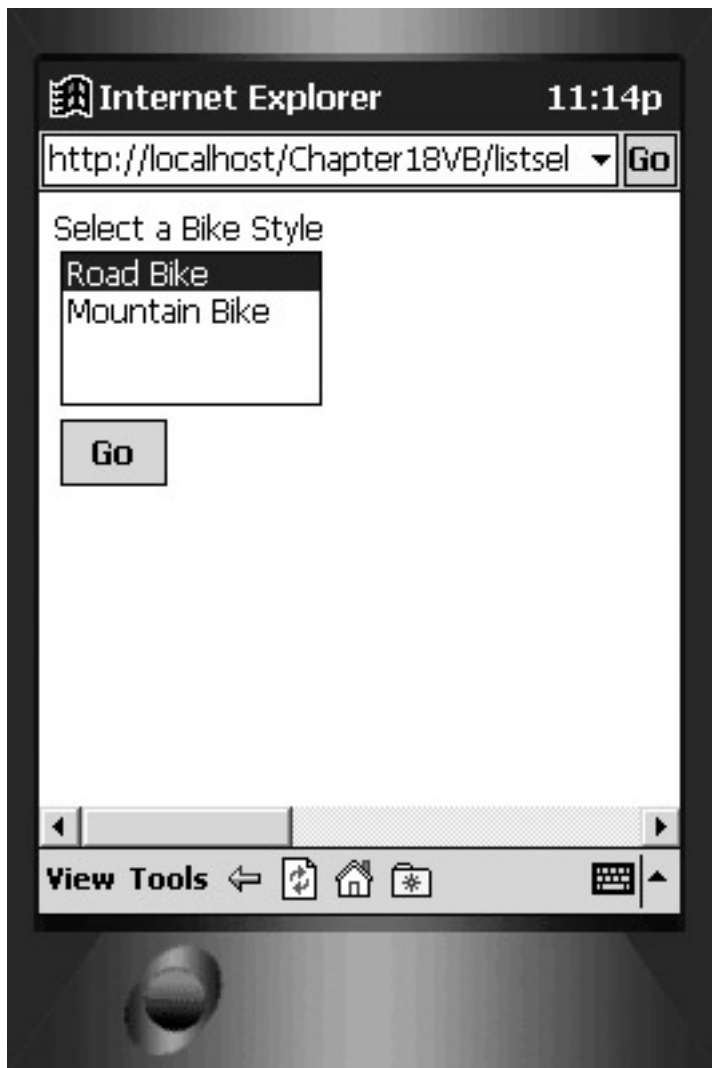 Internet Explorer 11:14p
http://localhost/Chapter18VB/listsel Go
Select a Bike Style
Road Bike
Mountain Bike
Go
View Tools